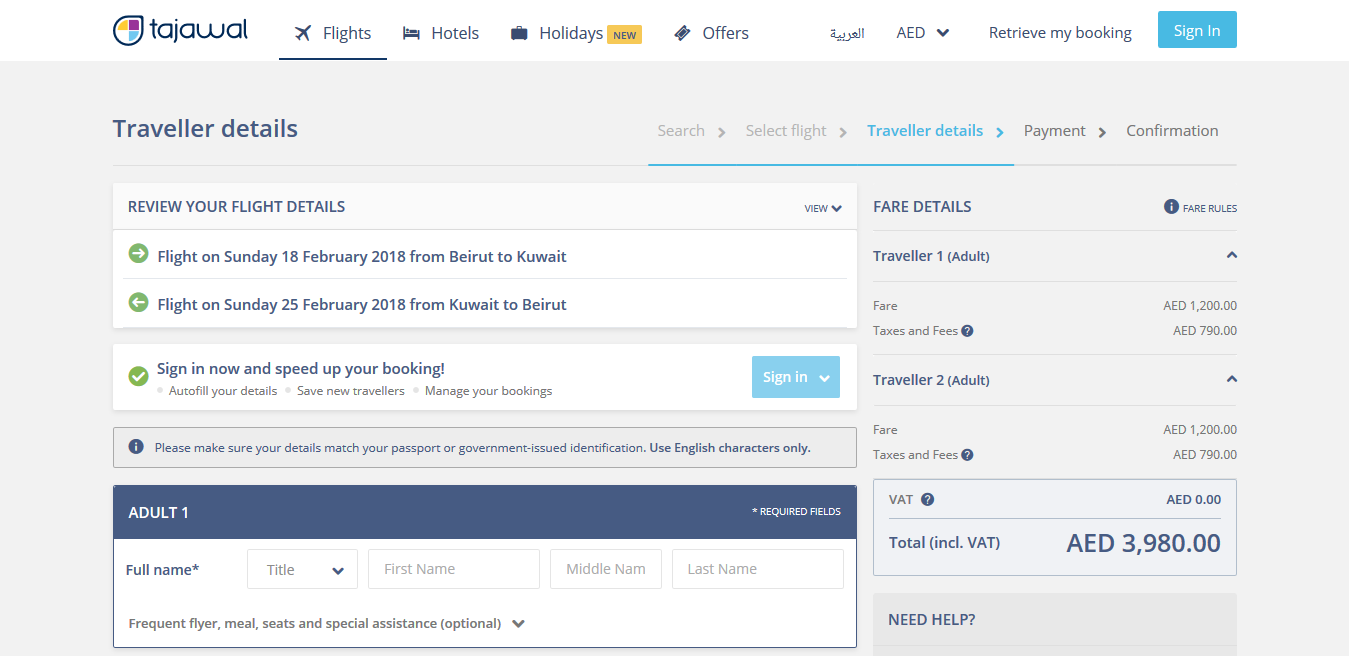 tajawal
Flights
Hotels
Holidays NEW
Offers
العربية
AED
Retrieve my booking
Sign In
Traveller details
Search
Select flight
Traveller details
Payment
Confirmation
REVIEW YOUR FLIGHT DETAILS
VIEW
Flight on Sunday 18 February 2018 from Beirut to Kuwait
Flight on Sunday 25 February 2018 from Kuwait to Beirut
Sign in now and speed up your booking!
Autofill your details
Save new travellers
Manage your bookings
Sign in
Please make sure your details match your passport or government-issued identification. Use English characters only.
ADULT 1
* REQUIRED FIELDS
Full name*
Title
First Name
Middle Nam
Last Name
Frequent flyer, meal, seats and special assistance (optional)
FARE DETAILS
FARE RULES
Traveller 1 (Adult)
Fare AED 1,200.00
Taxes and Fees ? AED 790.00
Traveller 2 (Adult)
Fare AED 1,200.00
Taxes and Fees ? AED 790.00
VAT ? AED 0.00
Total (incl. VAT) AED 3,980.00
NEED HELP?